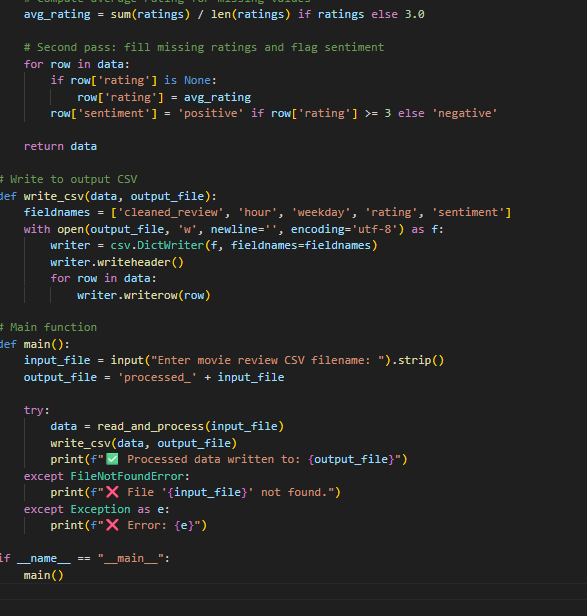 avg_rating = sum(ratings) / len(ratings) if ratings else 3.0

    # Second pass: fill missing ratings and flag sentiment
    for row in data:
        if row['rating'] is None:
            row['rating'] = avg_rating
        row['sentiment'] = 'positive' if row['rating'] >= 3 else 'negative'

    return data

# Write to output CSV
def write_csv(data, output_file):
    fieldnames = ['cleaned_review', 'hour', 'weekday', 'rating', 'sentiment']
    with open(output_file, 'w', newline='', encoding='utf-8') as f:
        writer = csv.DictWriter(f, fieldnames=fieldnames)
        writer.writeheader()
        for row in data:
            writer.writerow(row)

# Main function
def main():
    input_file = input("Enter movie review CSV filename: ").strip()
    output_file = 'processed_' + input_file

    try:
        data = read_and_process(input_file)
        write_csv(data, output_file)
        print(f"✅ Processed data written to: {output_file}")
    except FileNotFoundError:
        print(f"❌ File '{input_file}' not found.")
    except Exception as e:
        print(f"❌ Error: {e}")

if __name__ == "__main__":
    main()